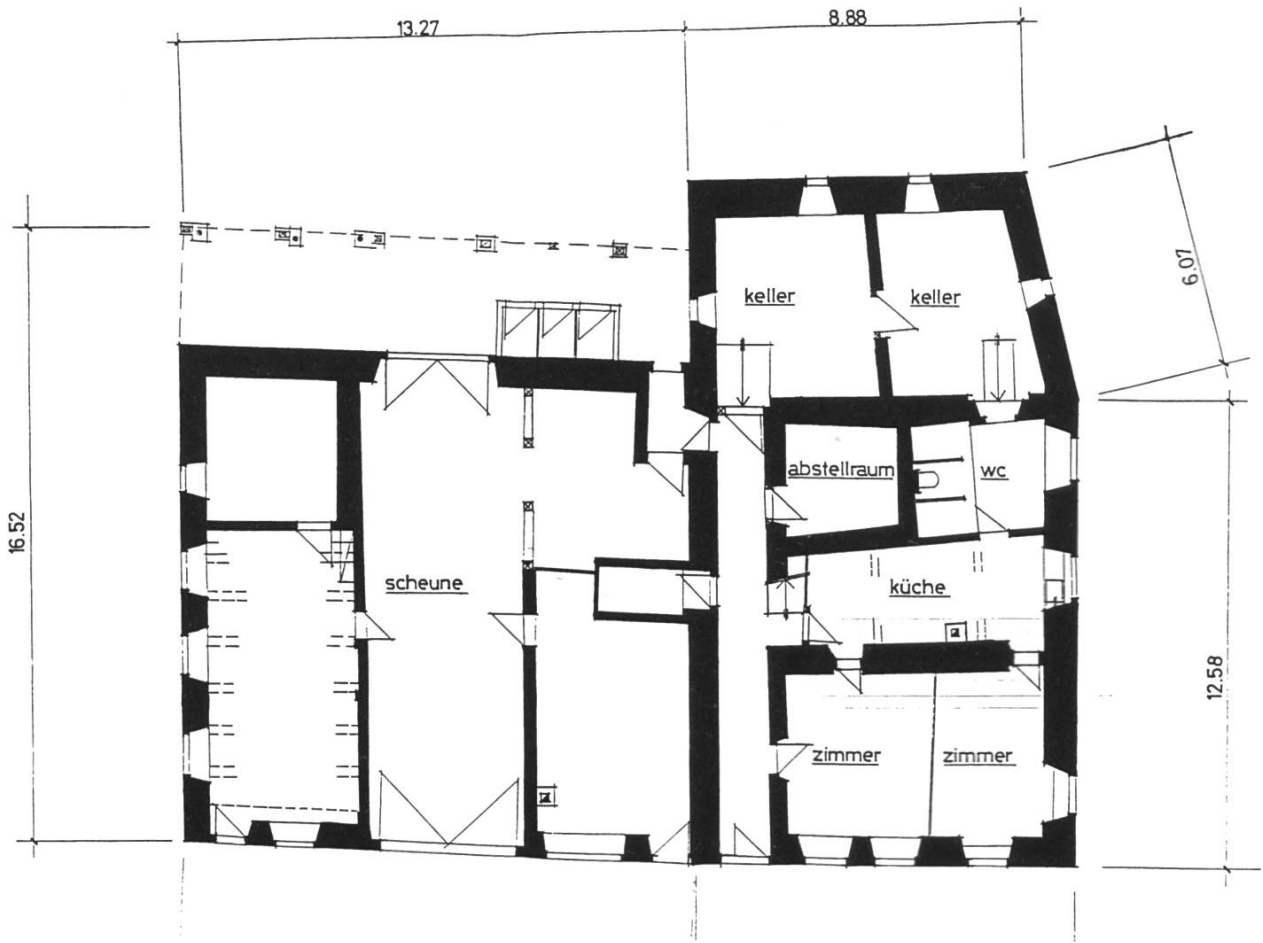 13.27
8.88
6.07
keller
keller
abstellraum
wc
16.52
scheune
küche
12.58
zimmer
zimmer